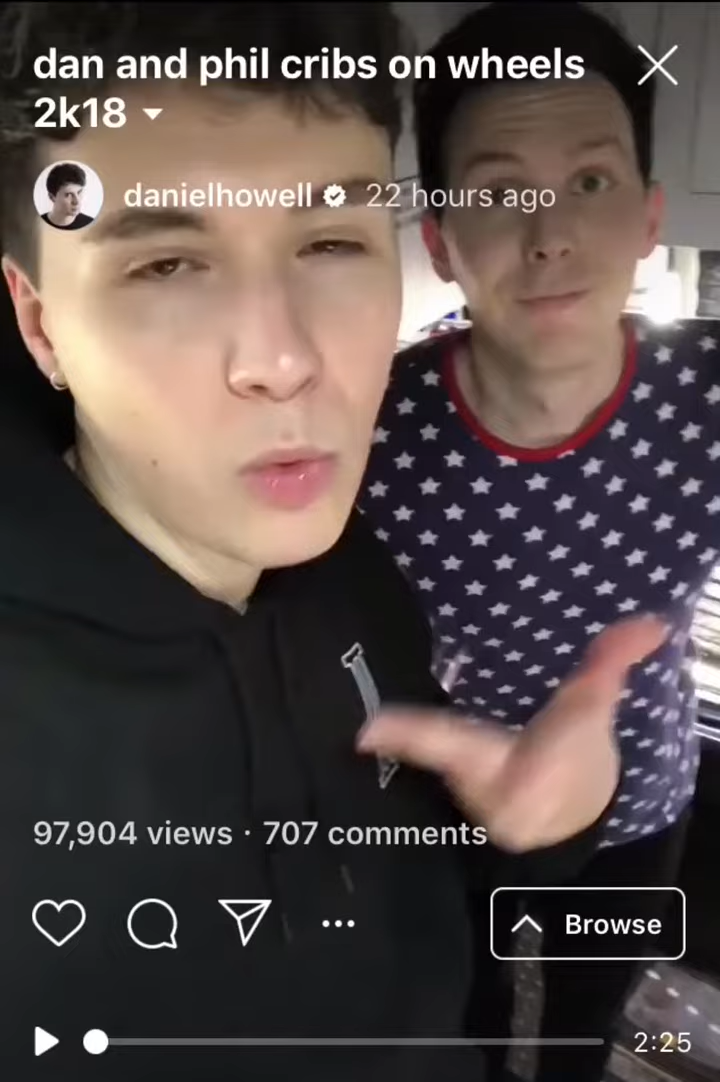 dan and phil cribs on wheels
2k18
danielhowell 22 hours ago
97,904 views · 707 comments
Browse
2:25